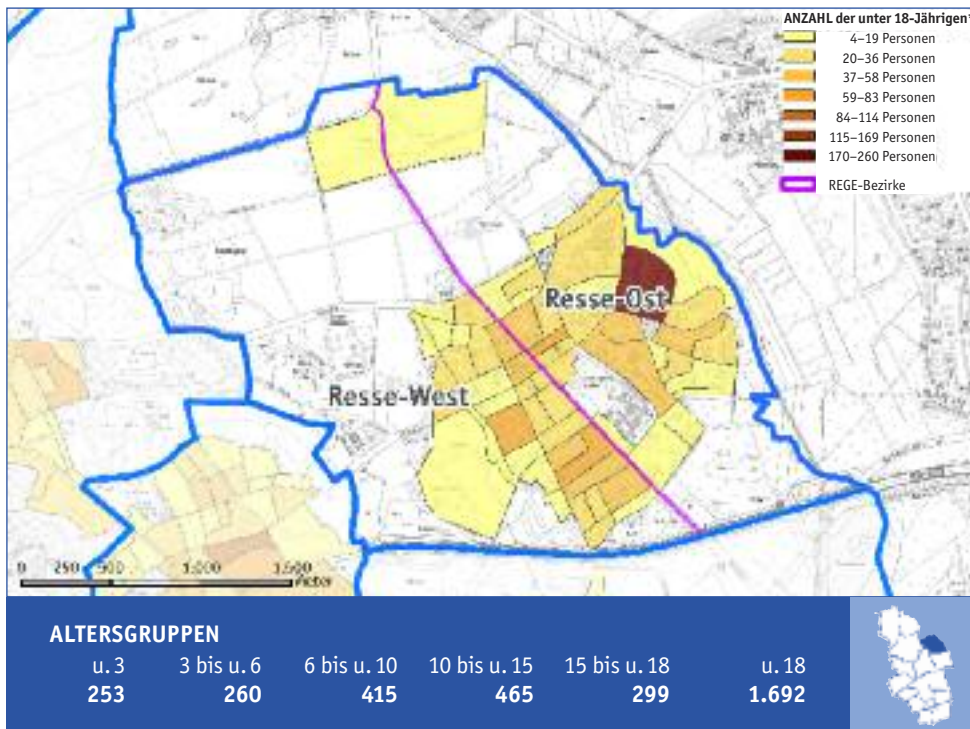 ANZAHL der unter 18-Jährigen*
4–19 Personen
20–36 Personen
37–58 Personen
59–83 Personen
84–114 Personen
115–169 Personen
170–260 Personen
REGE-Bezirke
Resse-Ost
Resse-West
0 250 500 1.000 1.500
Meter
ALTERSGRUPPEN
u. 3 3 bis u. 6 6 bis u. 10 10 bis u. 15 15 bis u. 18 u. 18
253 260 415 465 299 1.692